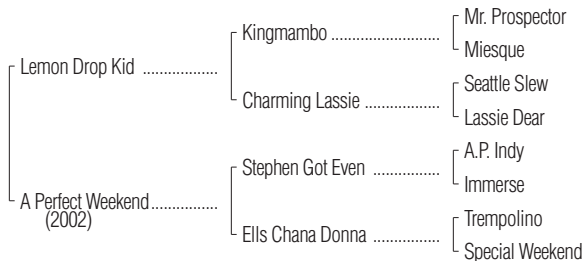 Mr. Prospector
Kingmambo ..................
Miesque
Lemon Drop Kid ..................
Seattle Slew
Charming Lassie ..................
Lassie Dear
A.P. Indy
Stephen Got Even ................
Immerse
A Perfect Weekend ................
(2002)
Trempolino
Ells Chana Donna ................
Special Weekend